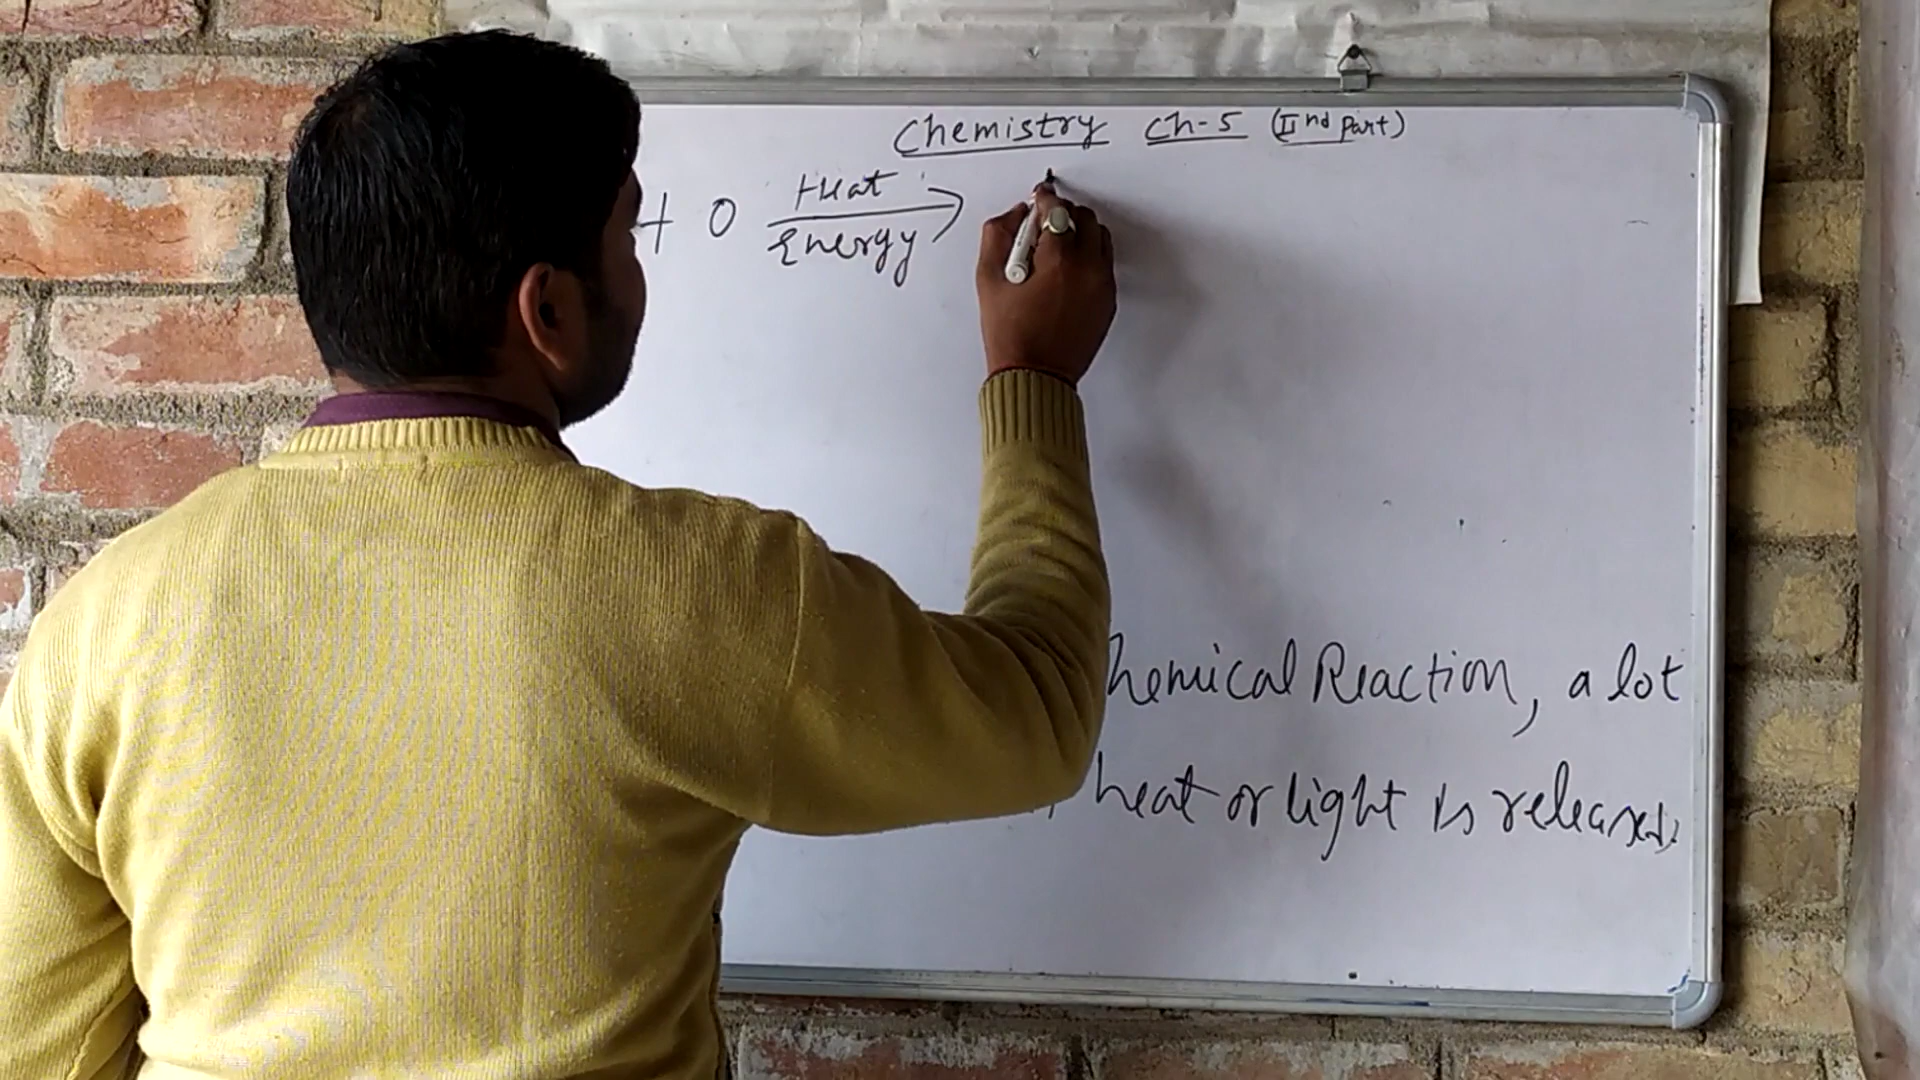 Chemistry Ch-5 (IInd Part)
+ O Heat
Energy
hemical Reaction, a lot
heat or light is released.